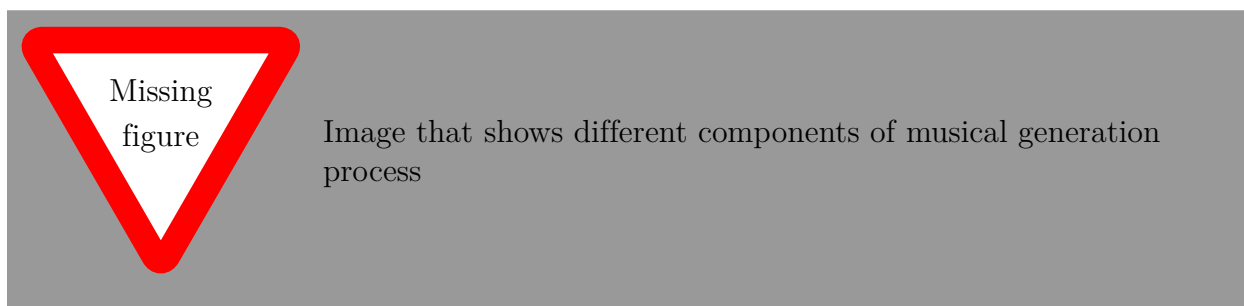 Missing
figure
Image that shows different components of musical generation
process